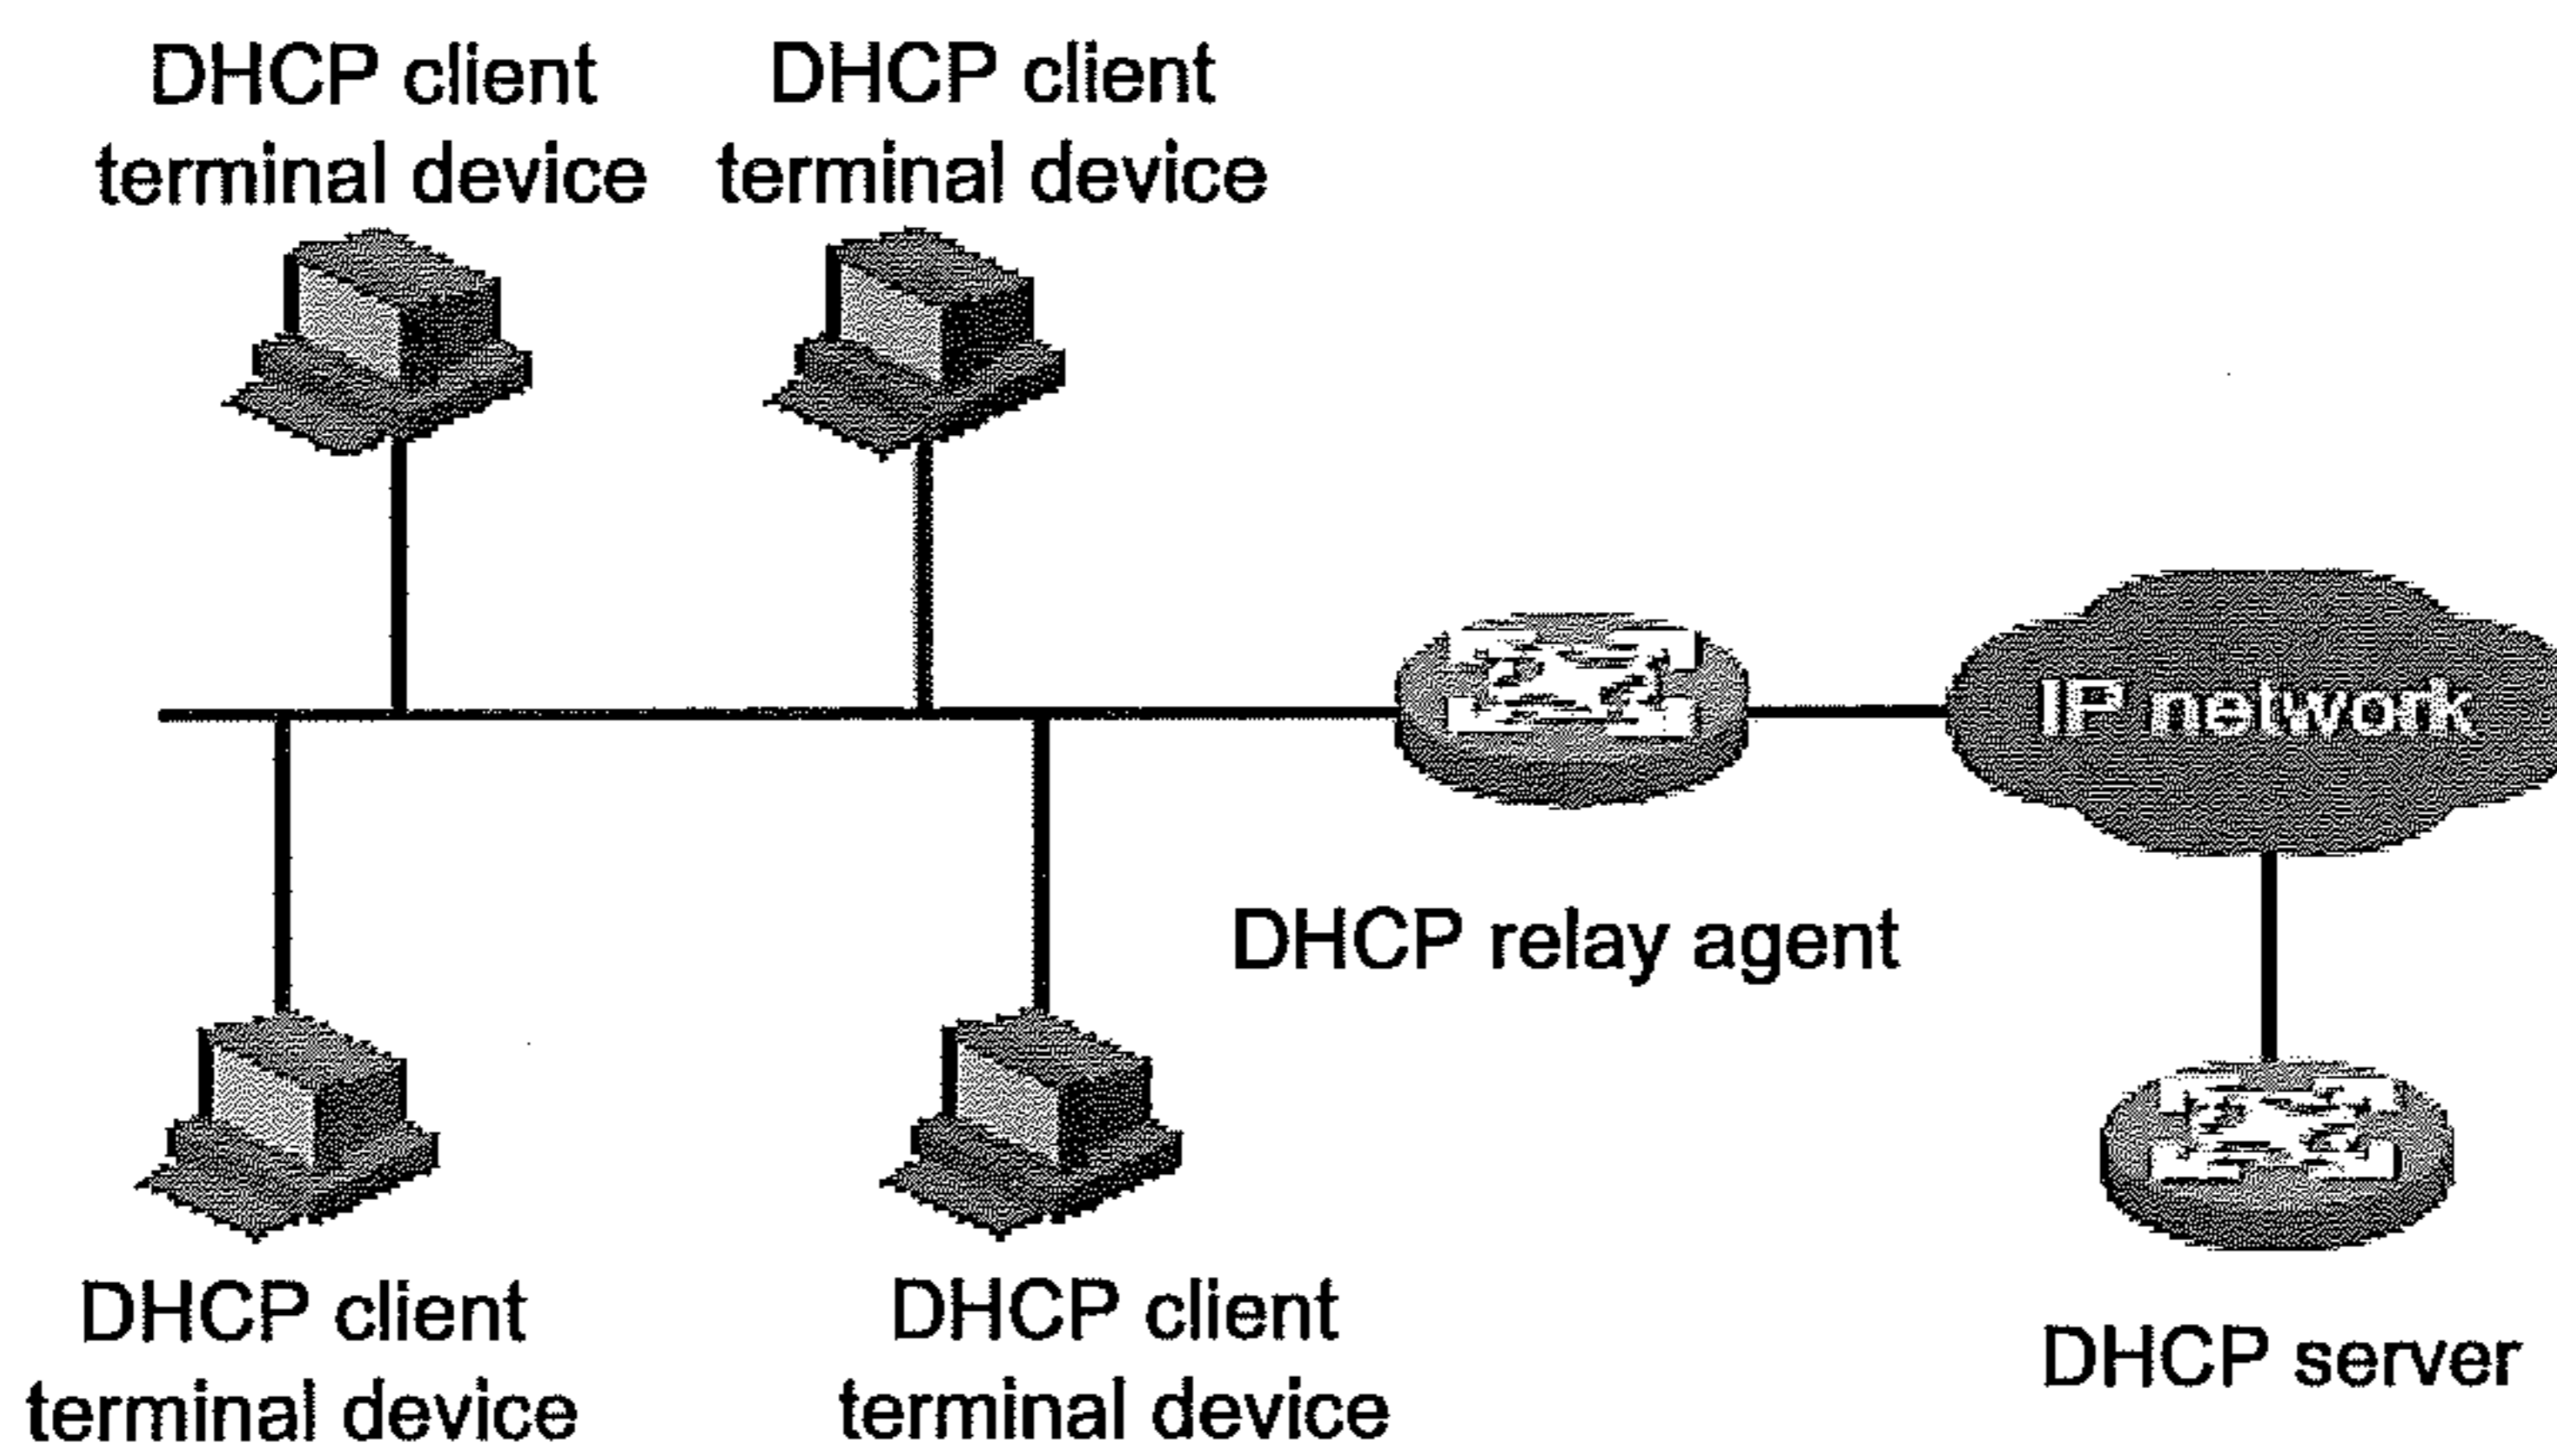 DHCP client
terminal device
DHCP client
terminal device
IP network
DHCP relay agent
DHCP client
terminal device
DHCP client
terminal device
DHCP server